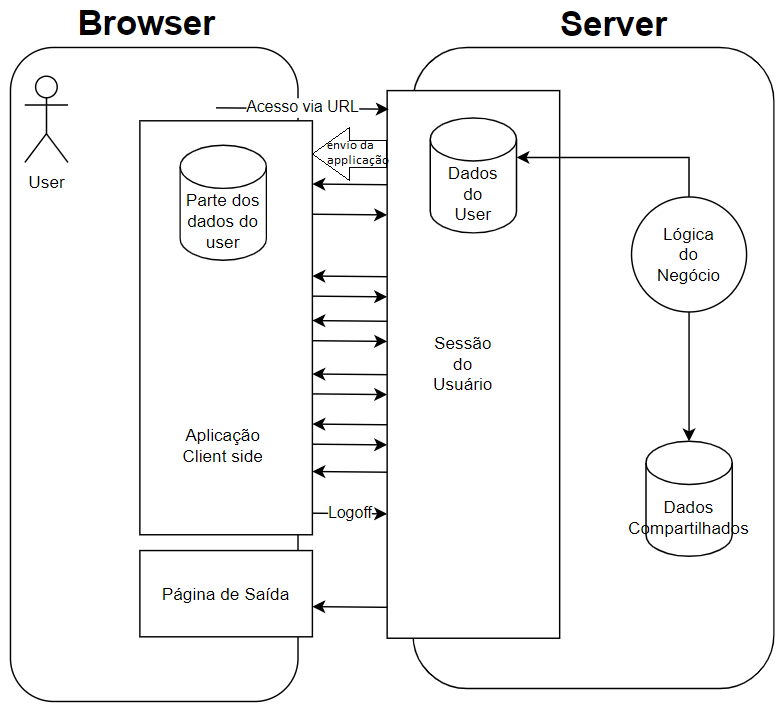 Browser
Server
Acesso via URL
envio da
applicação
User
Parte dos
dados do
user
Dados
do
User
Lógica
do
Negócio
Sessão
do
Usuário
Aplicação
Client side
Logoff
Dados
Compartilhados
Página de Saída